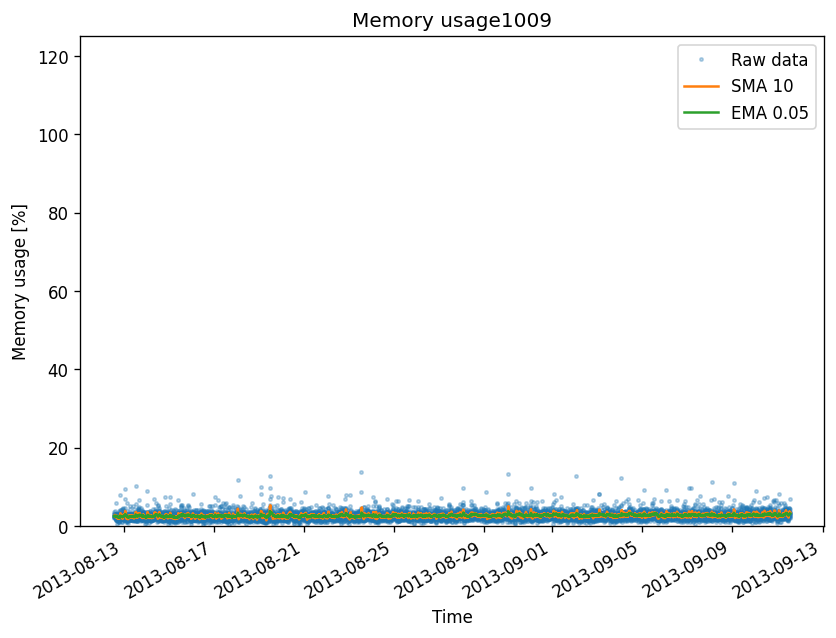 Memory usage1009
Raw data
SMA 10
EMA 0.05
Memory usage [%]
120
100
80
60
40
20
0
2013-08-13
2013-08-17
2013-08-21
2013-08-25
2013-08-29
2013-09-01
2013-09-05
2013-09-09
2013-09-13
Time